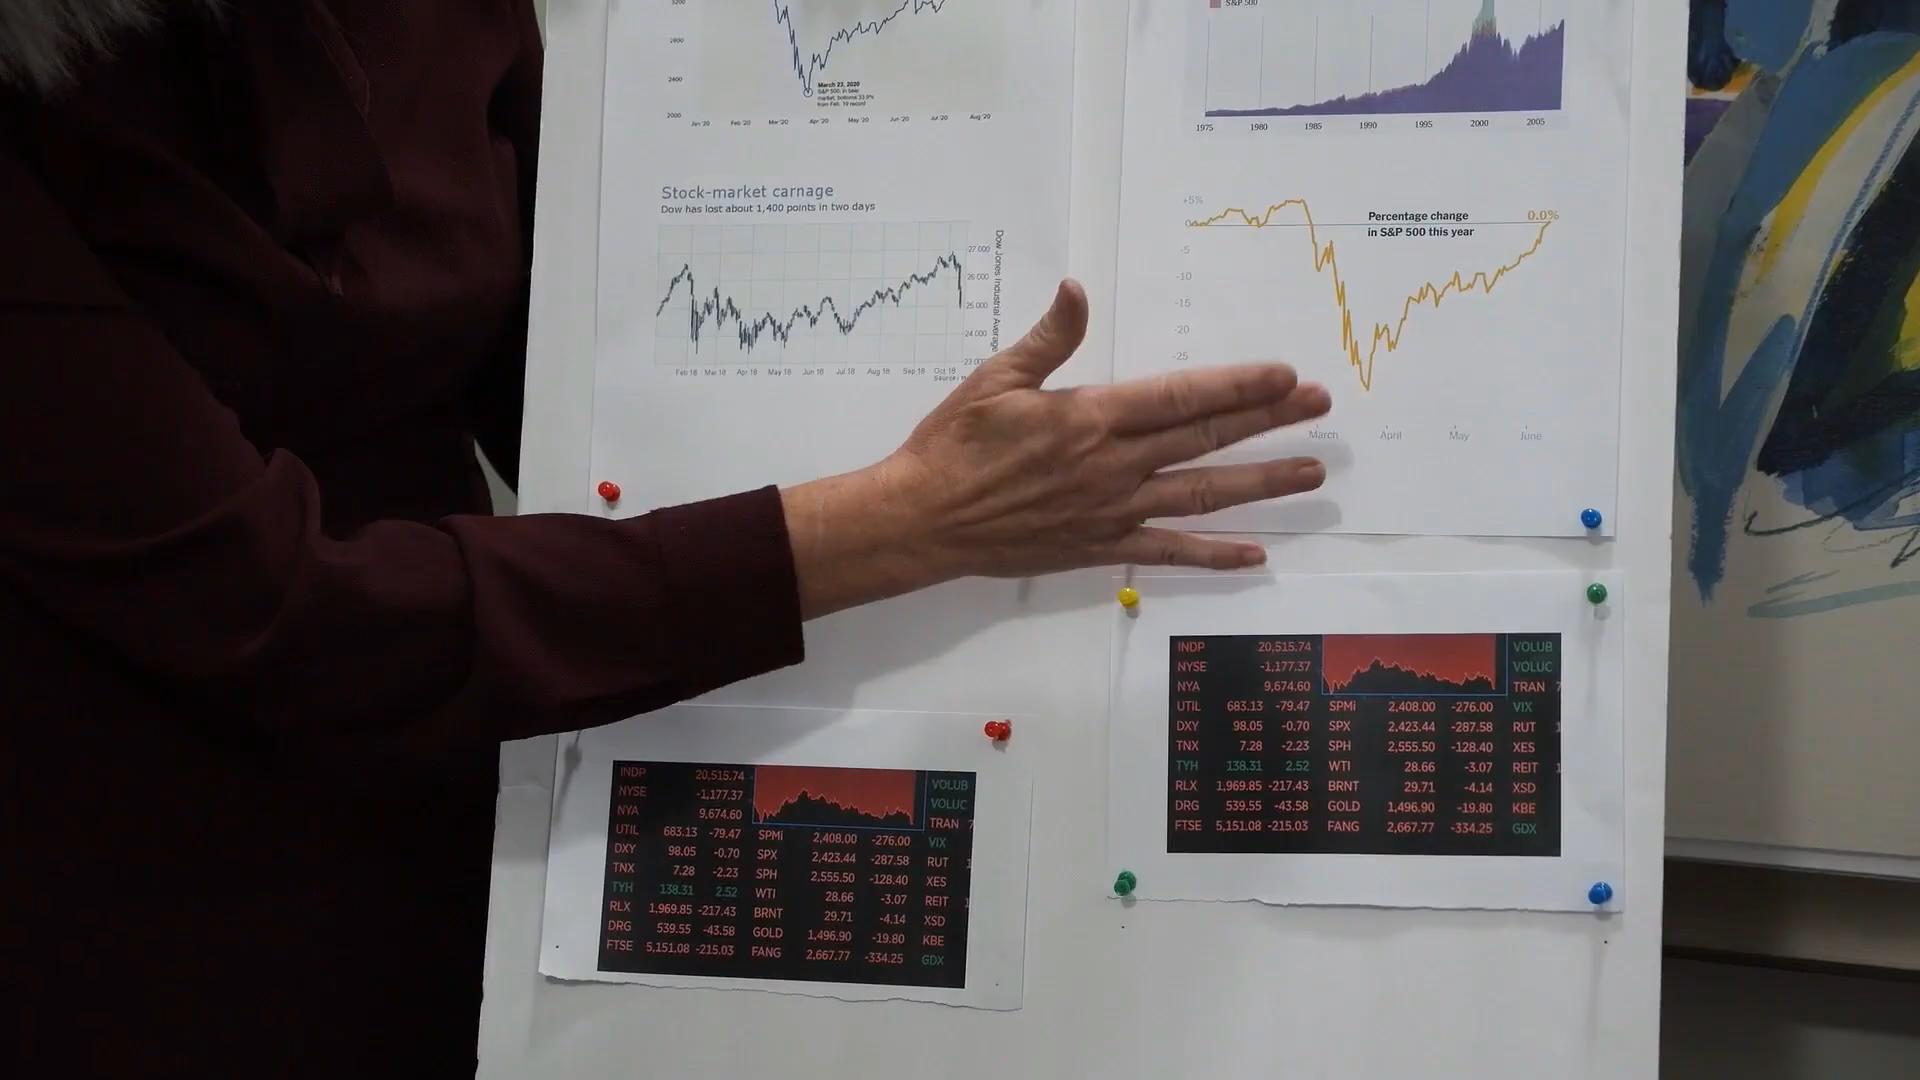 3200
2800
2400
2000
March 23, 2020
S&P 500, in bear
market, bottoms 33.9%
from Feb. 19 record
Jan '20 Feb '20 Mar '20 Apr '20 May '20 Jun '20 Jul '20 Aug '20
S&P 500
1975 1980 1985 1990 1995 2000 2005
Stock-market carnage
Dow has lost about 1,400 points in two days
27 000
26 000
25 000
24 000
23 000
Dow Jones Industrial Average
Feb 18 Mar 18 Apr 18 May 18 Jun 18 Jul 18 Aug 18 Sep 18 Oct 18
Source:
+5%
0
-5
-10
-15
-20
-25
Percentage change
in S&P 500 this year
0.0%
March April May June
INDP 20,515.74 VOLUB
NYSE -1,177.37 VOLUC
NYA 9,674.60 TRAN 7
UTIL 683.13 -79.47 SPMi 2,408.00 -276.00 VIX
DXY 98.05 -0.70 SPX 2,423.44 -287.58 RUT 1
TNX 7.28 -2.23 SPH 2,555.50 -128.40 XES
TYH 138.31 2.52 WTI 28.66 -3.07 REIT 1
RLX 1,969.85 -217.43 BRNT 29.71 -4.14 XSD
DRG 539.55 -43.58 GOLD 1,496.90 -19.80 KBE
FTSE 5,151.08 -215.03 FANG 2,667.77 -334.25 GDX
INDP 20,515.74 VOLUB
NYSE -1,177.37 VOLUC
NYA 9,674.60 TRAN 7
UTIL 683.13 -79.47 SPMi 2,408.00 -276.00 VIX
DXY 98.05 -0.70 SPX 2,423.44 -287.58 RUT 1
TNX 7.28 -2.23 SPH 2,555.50 -128.40 XES
TYH 138.31 2.52 WTI 28.66 -3.07 REIT 1
RLX 1,969.85 -217.43 BRNT 29.71 -4.14 XSD
DRG 539.55 -43.58 GOLD 1,496.90 -19.80 KBE
FTSE 5,151.08 -215.03 FANG 2,667.77 -334.25 GDX